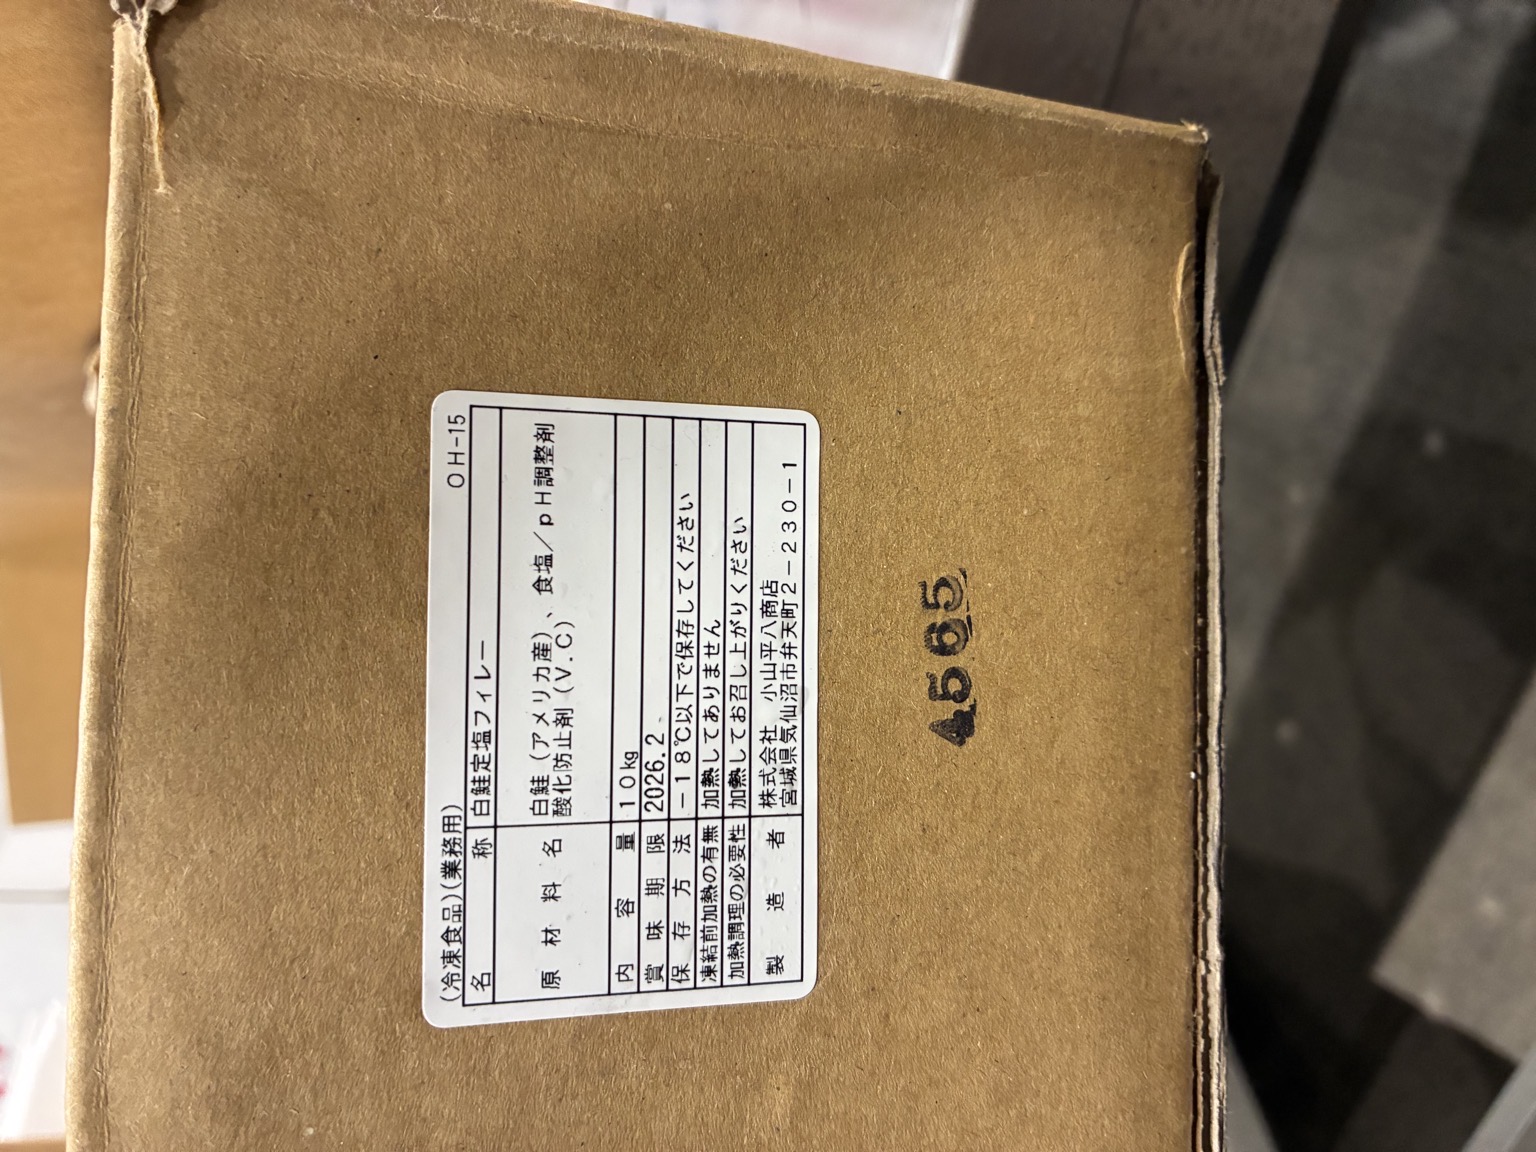 (冷凍食品)(業務用) OH-15
名称 白鮭定塩フィレー
原材料名 白鮭(アメリカ産)、食塩/pH調整剤
酸化防止剤(V.C)
内容量 10kg
賞味期限 2026.2
保存方法 -18℃以下で保存してください
凍結前加熱の有無 加熱してありません
加熱調理の必要性 加熱してお召し上がりください
製造者 株式会社 小山平八商店
宮城県気仙沼市弁天町2-230-1
4565